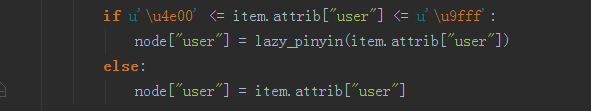 if u'\u4e00' <= item.attrib["user"] <= u'\u9fff':
node["user"] = lazy_pinyin(item.attrib["user"])
else:
node["user"] = item.attrib["user"]